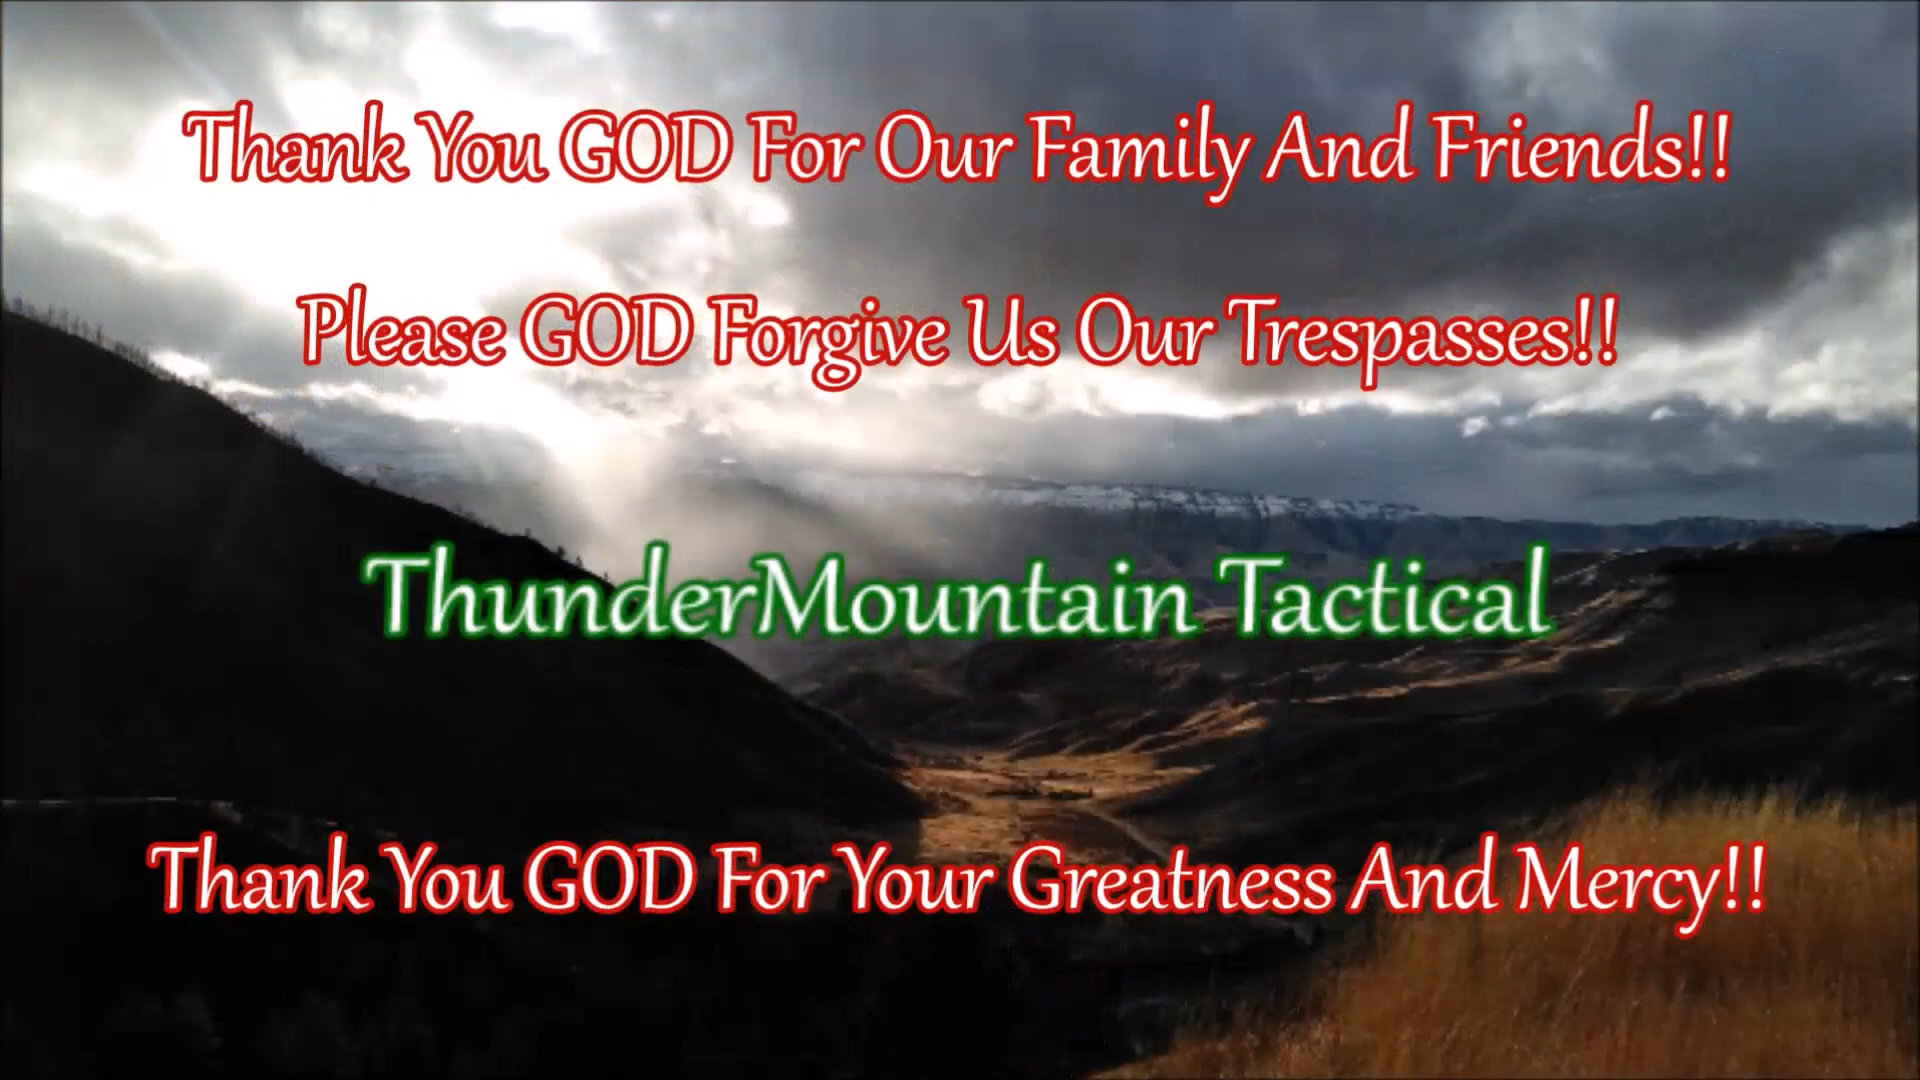 Thank You GOD For Our Family And Friends!!
Please GOD Forgive Us Our Trespasses!!
ThunderMountain Tactical
Thank You GOD For Your Greatness And Mercy!!